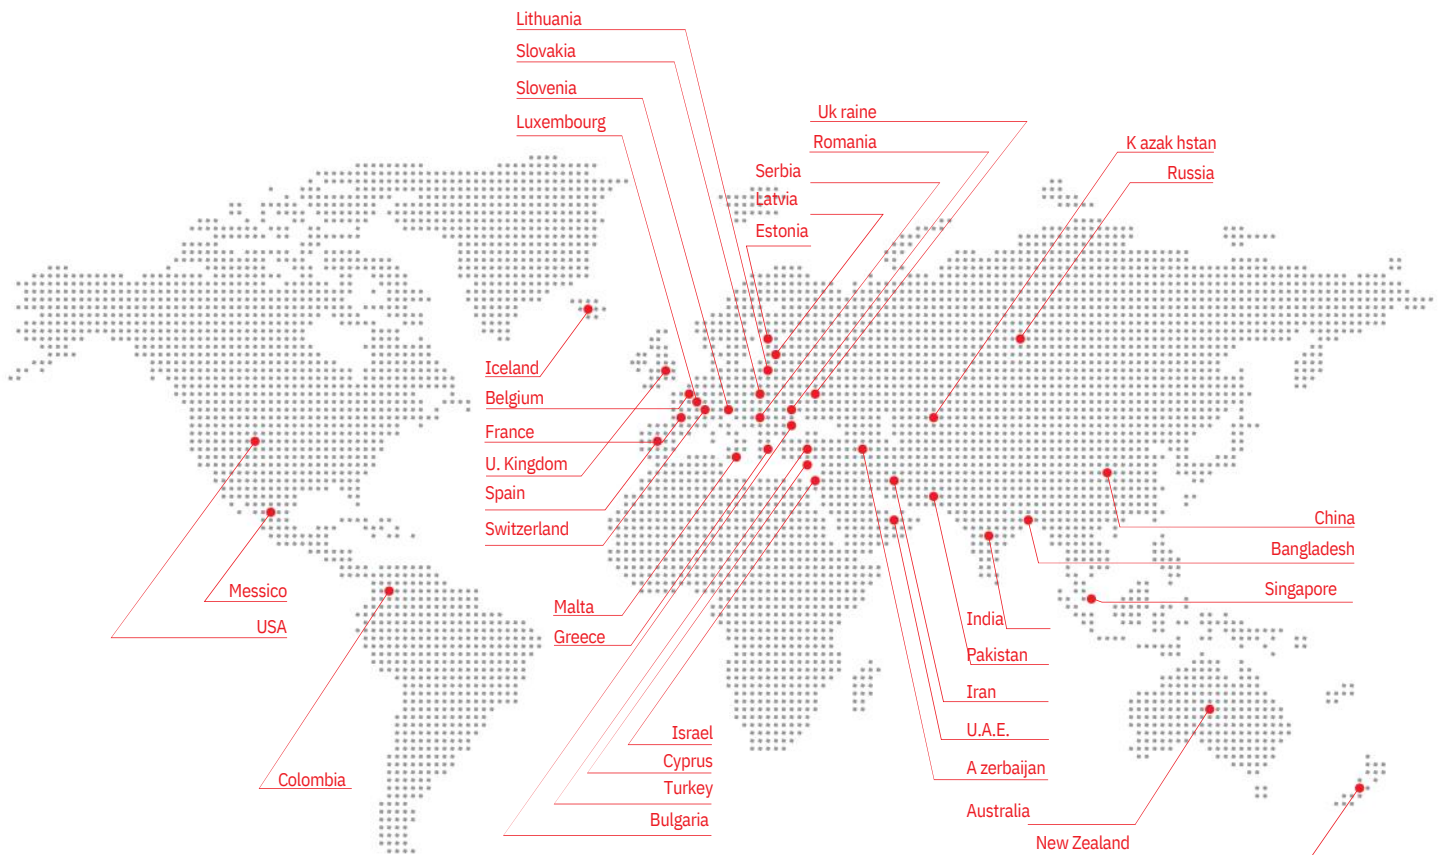 Lithuania
Slovakia
Slovenia
Luxembourg
Uk raine
Romania
Serbia
Latvia
Estonia
K azak hstan
Russia
Iceland
Belgium
France
U. Kingdom
Spain
Switzerland
Messico
USA
Colombia
Malta
Greece
Israel
Cyprus
Turkey
Bulgaria
China
Bangladesh
Singapore
India
Pakistan
Iran
U.A.E.
A zerbaijan
Australia
New Zealand